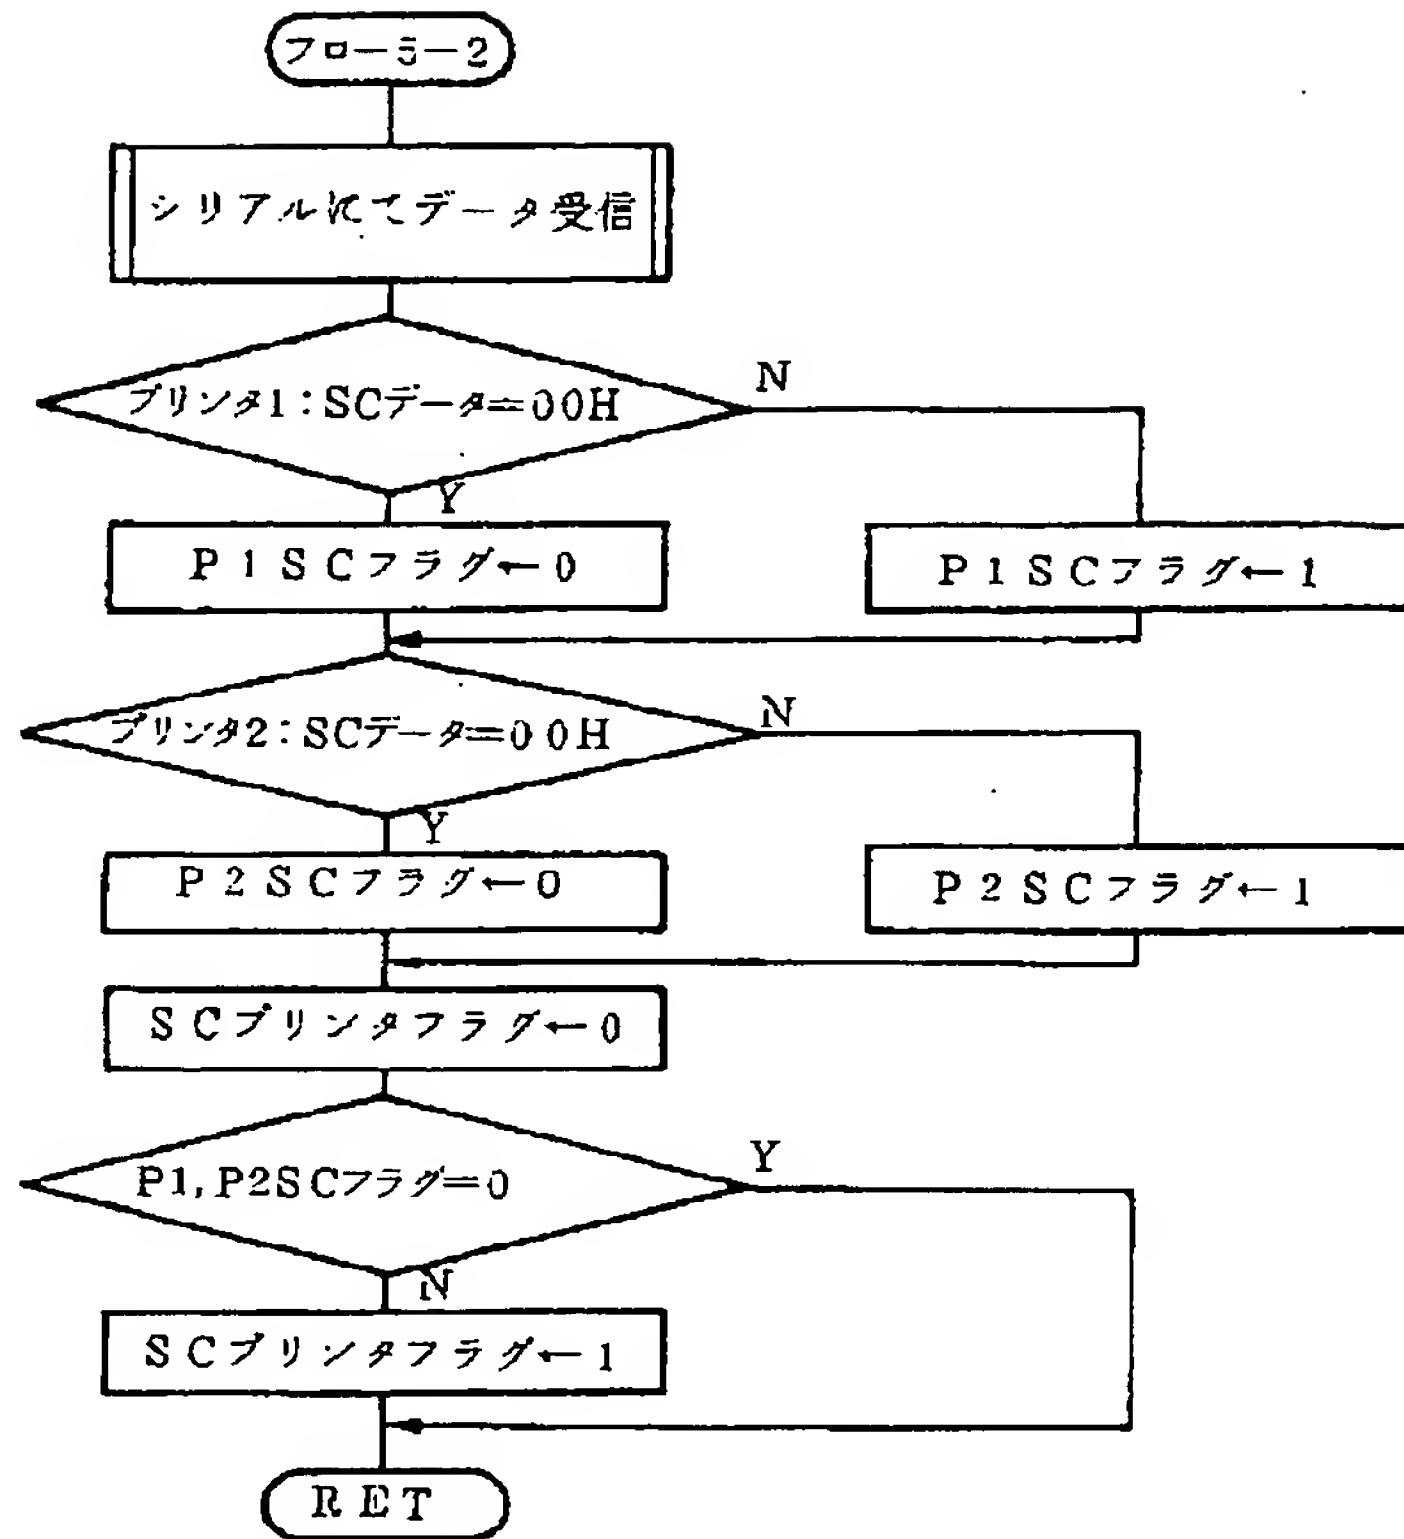 フロー5-2
シリアルにてデータ受信
プリンタ1:SCデータ=00H
N
Y
P1SCフラグ←0
P1SCフラグ←1
プリンタ2:SCデータ=00H
N
Y
P2SCフラグ←0
P2SCフラグ←1
SCプリンタフラグ←0
P1,P2SCフラグ=0
Y
N
SCプリンタフラグ←1
RET